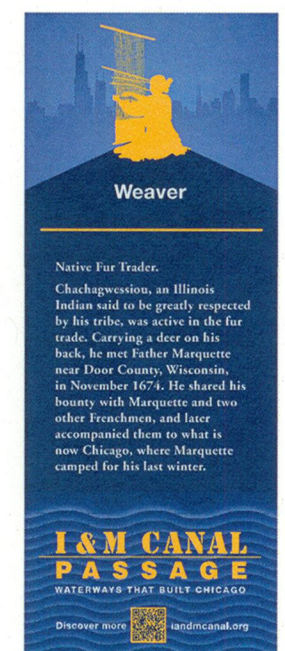 Weaver
Native Fur Trader.
Chachagwessiou, an Illinois
Indian said to be greatly respected
by his tribe, was active in the fur
trade. Carrying a deer on his
back, he met Father Marquette
near Door County, Wisconsin,
in November 1674. He shared his
bounty with Marquette and two
other Frenchmen, and later
accompanied them to what is
now Chicago, where Marquette
camped for his last winter.
I & M CANAL
PASSAGE
WATERWAYS THAT BUILT CHICAGO
Discover more iandmcanal.org